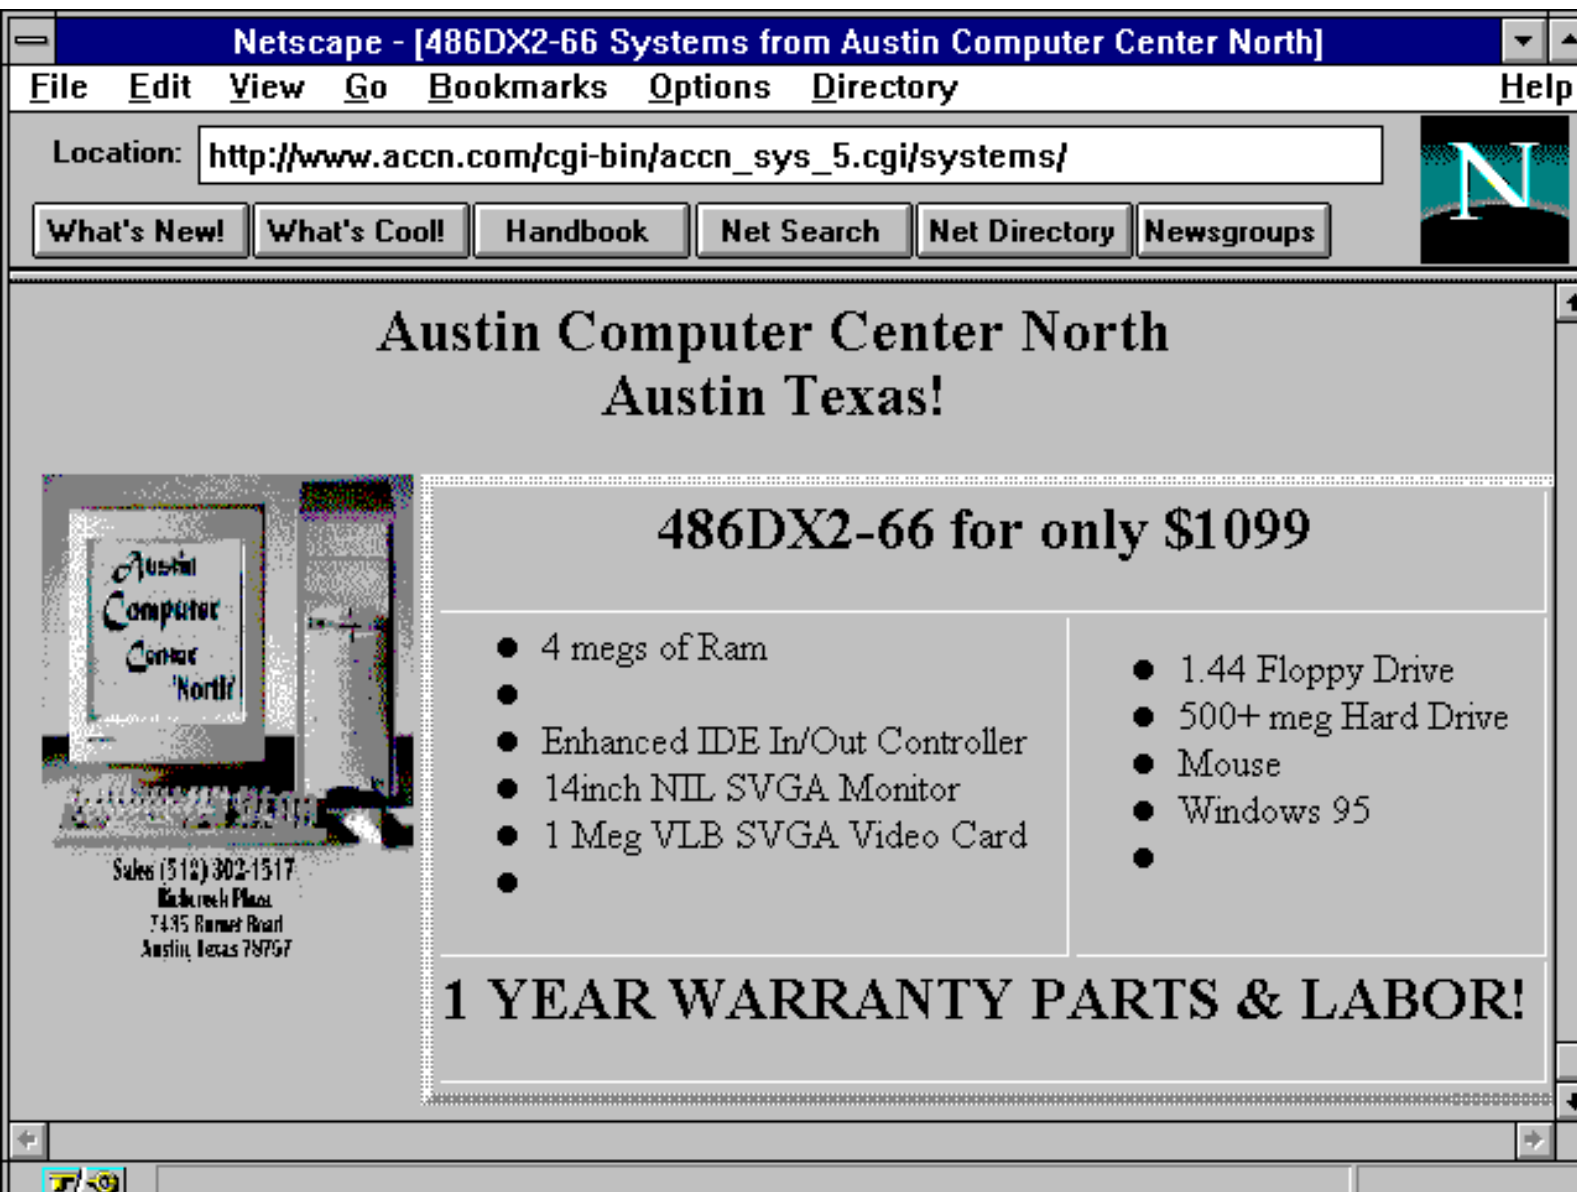 Netscape - [486DX2-66 Systems from Austin Computer Center North]
File Edit View Go Bookmarks Options Directory Help
Location: http://www.accn.com/cgi-bin/accn_sys_5.cgi/systems/
N
What's New! What's Cool! Handbook Net Search Net Directory Newsgroups
Austin Computer Center North
Austin Texas!
Austin
Computer
Center
'North'
Sales (512) 302-1517
Burnet Road
Austin, Texas 78757
486DX2-66 for only $1099
4 megs of Ram
Enhanced IDE In/Out Controller
14inch NIL SVGA Monitor
1 Meg VLB SVGA Video Card
1.44 Floppy Drive
500+ meg Hard Drive
Mouse
Windows 95
1 YEAR WARRANTY PARTS & LABOR!